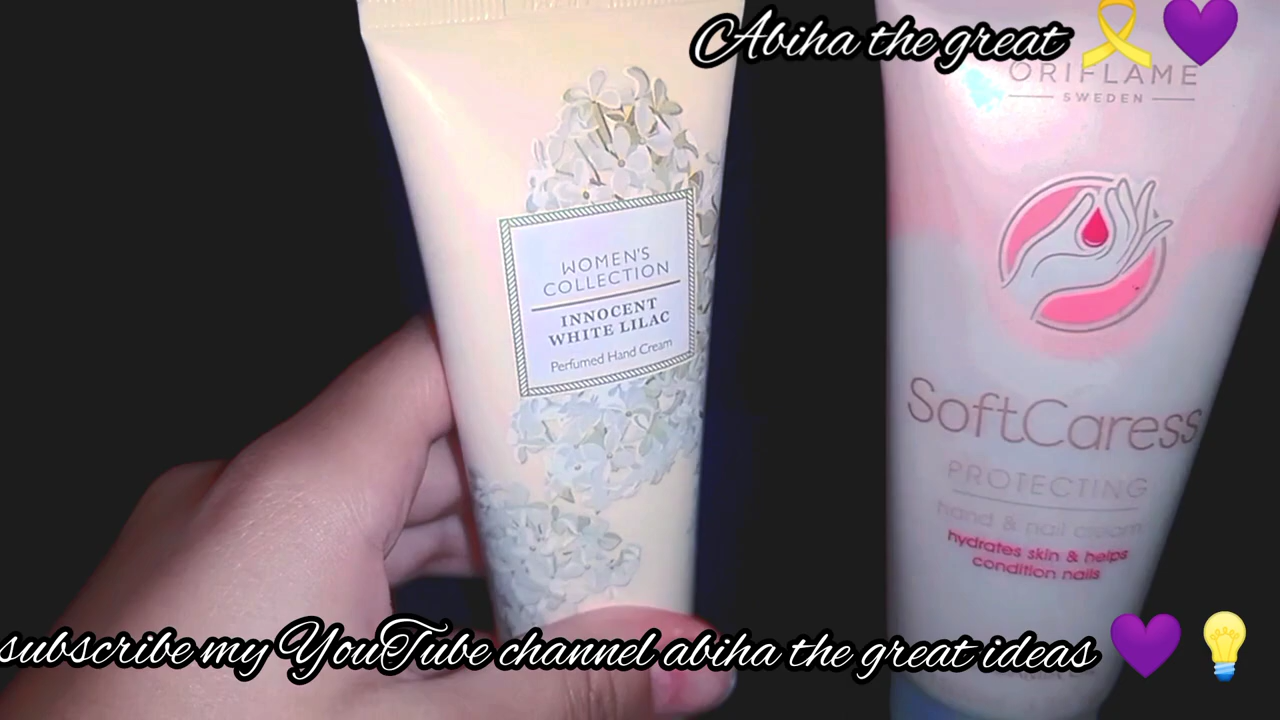 Abiha the great 🎗️ 💜
WOMEN'S
COLLECTION
INNOCENT
WHITE LILAC
Perfumed Hand Cream
ORIFLAME
SWEDEN
SoftCaress
PROTECTING
hand & nail cream
hydrates skin & helps
condition nails
subscribe my YouTube channel abiha the great ideas 💜 💡